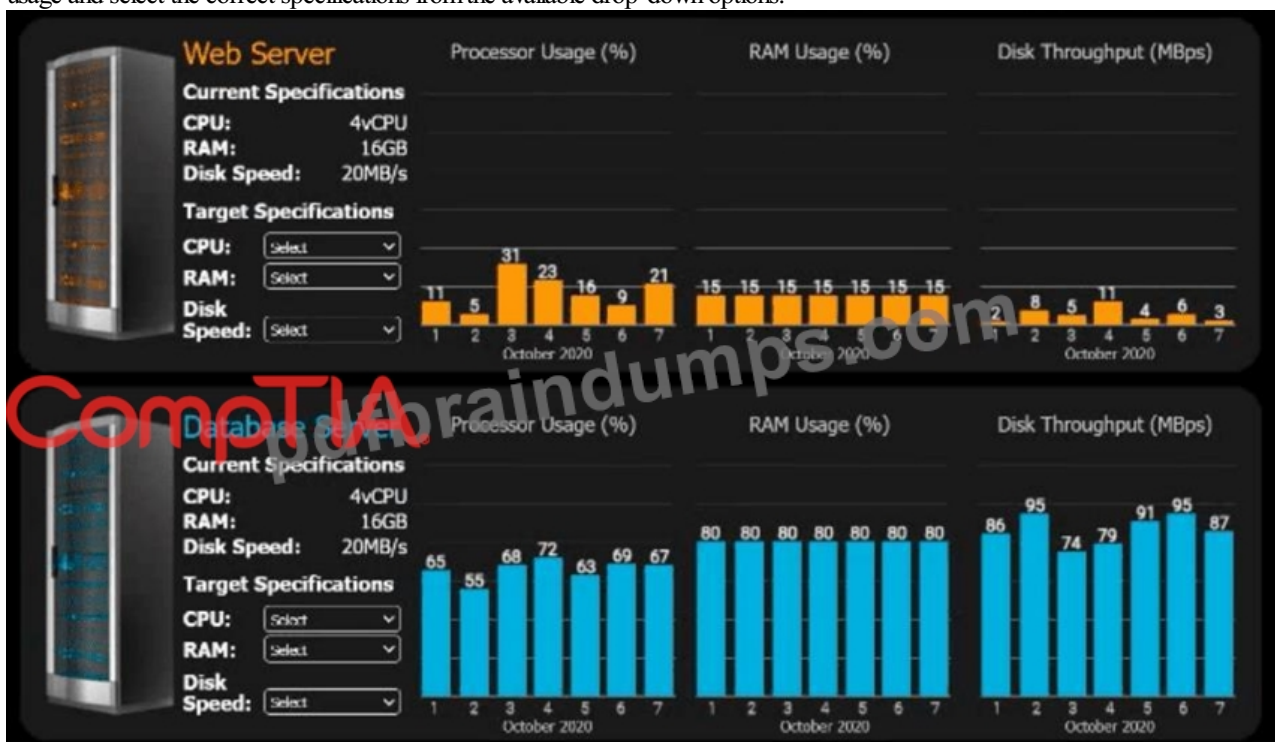 usage and select the correct specifications from the available drop-down options.
Web Server
Current Specifications
CPU: 4vCPU
RAM: 16GB
Disk Speed: 20MB/s
Target Specifications
CPU: Select
RAM: Select
Disk
Speed: Select
Processor Usage (%)
11 5 31 23 16 9 21
1 2 3 4 5 6 7
October 2020
RAM Usage (%)
15 15 15 15 15 15 15
1 2 3 4 5 6 7
October 2020
Disk Throughput (MBps)
2 8 5 11 4 6 3
1 2 3 4 5 6 7
October 2020
CompTIA
pdfbraindumps.com
Database Server
Current Specifications
CPU: 4vCPU
RAM: 16GB
Disk Speed: 20MB/s
Target Specifications
CPU: Select
RAM: Select
Disk
Speed: Select
Processor Usage (%)
65 55 68 72 63 69 67
1 2 3 4 5 6 7
October 2020
RAM Usage (%)
80 80 80 80 80 80 80
1 2 3 4 5 6 7
October 2020
Disk Throughput (MBps)
86 95 74 79 91 95 87
1 2 3 4 5 6 7
October 2020